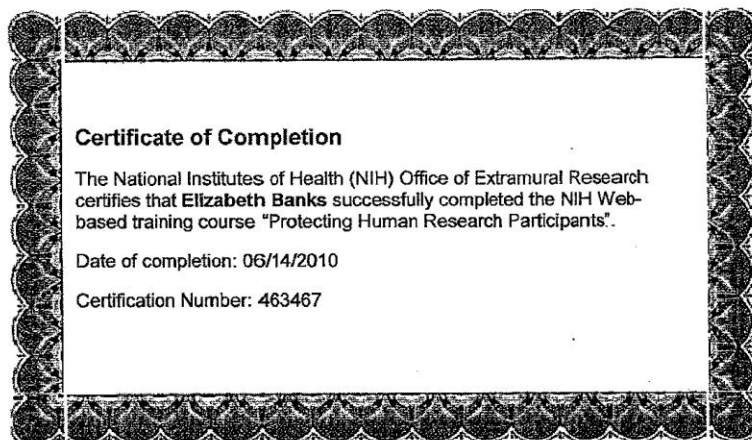 Certificate of Completion
The National Institutes of Health (NIH) Office of Extramural Research
certifies that Elizabeth Banks successfully completed the NIH Web-
based training course "Protecting Human Research Participants".
Date of completion: 06/14/2010
Certification Number: 463467